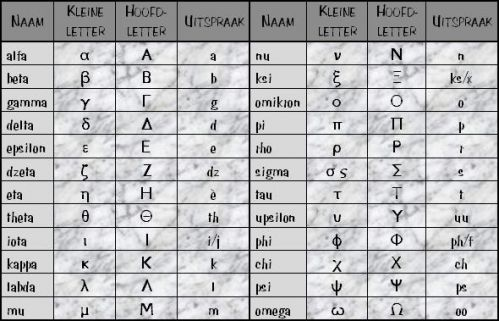 NAAM KLEINE LETTER HOOFD-LETTER UITSPRAAK NAAM KLEINE LETTER HOOFD-LETTER UITSPRAAK
alfa α Α a nu ν Ν n
beta β Β b ksi ξ Ξ ks/x
gamma γ Γ g omikron ο Ο o
delta δ Δ d pi π Π p
epsilon ε Ε e rho ρ Ρ r
dzeta ζ Ζ dz sigma σ ς Σ s
eta η Η è tau τ Τ t
theta θ Θ th upsilon υ Υ uu
iota ι Ι i/j phi ϕ Φ ph/f
kappa κ Κ k chi χ Χ ch
labda λ Λ l psi ψ Ψ ps
mu μ Μ m omega ω Ω oo